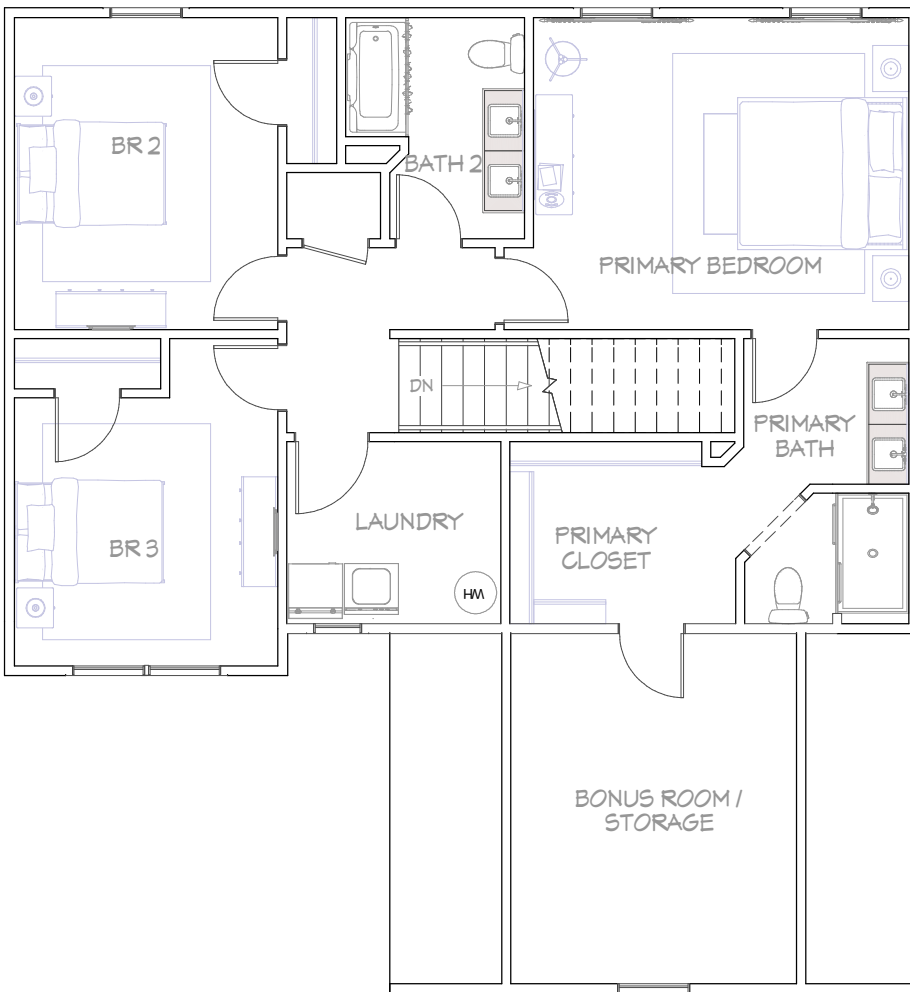 BR 2
BATH 2
PRIMARY BEDROOM
DN
PRIMARY
BATH
LAUNDRY
PRIMARY
CLOSET
BR 3
HW
BONUS ROOM /
STORAGE